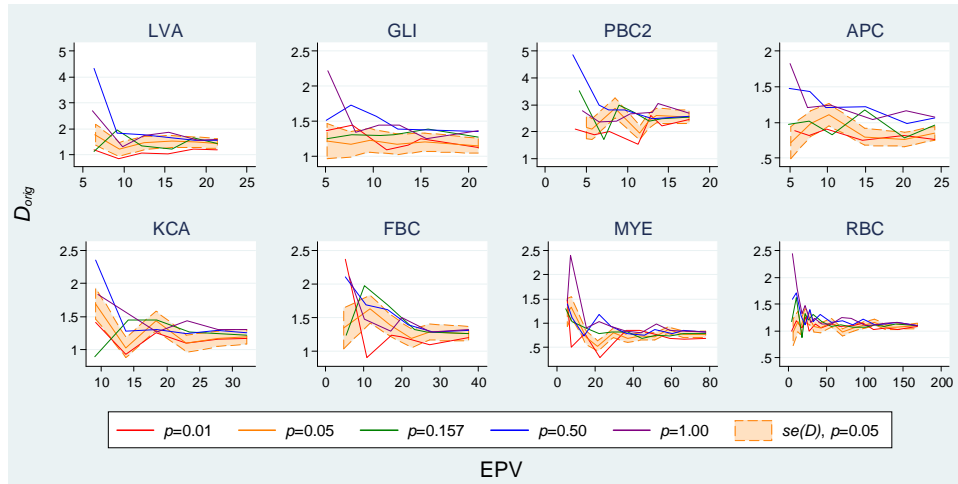 LVA GLI PBC2 APC
5 2.5 5 2
4 2 4
3 3 1.5
2 1.5 2 1
1 1 1 .5
5 10 15 20 25 5 10 15 20 0 5 10 15 20 5 10 15 20 25
D orig
KCA FBC MYE RBC
2.5 2.5 2.5 2.5
2 2 2 2
1.5 1.5 1.5 1.5
1 1 1 1
.5 .5
10 15 20 25 30 0 10 20 30 40 0 20 40 60 80 0 50 100 150 200
p=0.01 p=0.05 p=0.157 p=0.50 p=1.00 se(D), p=0.05
EPV